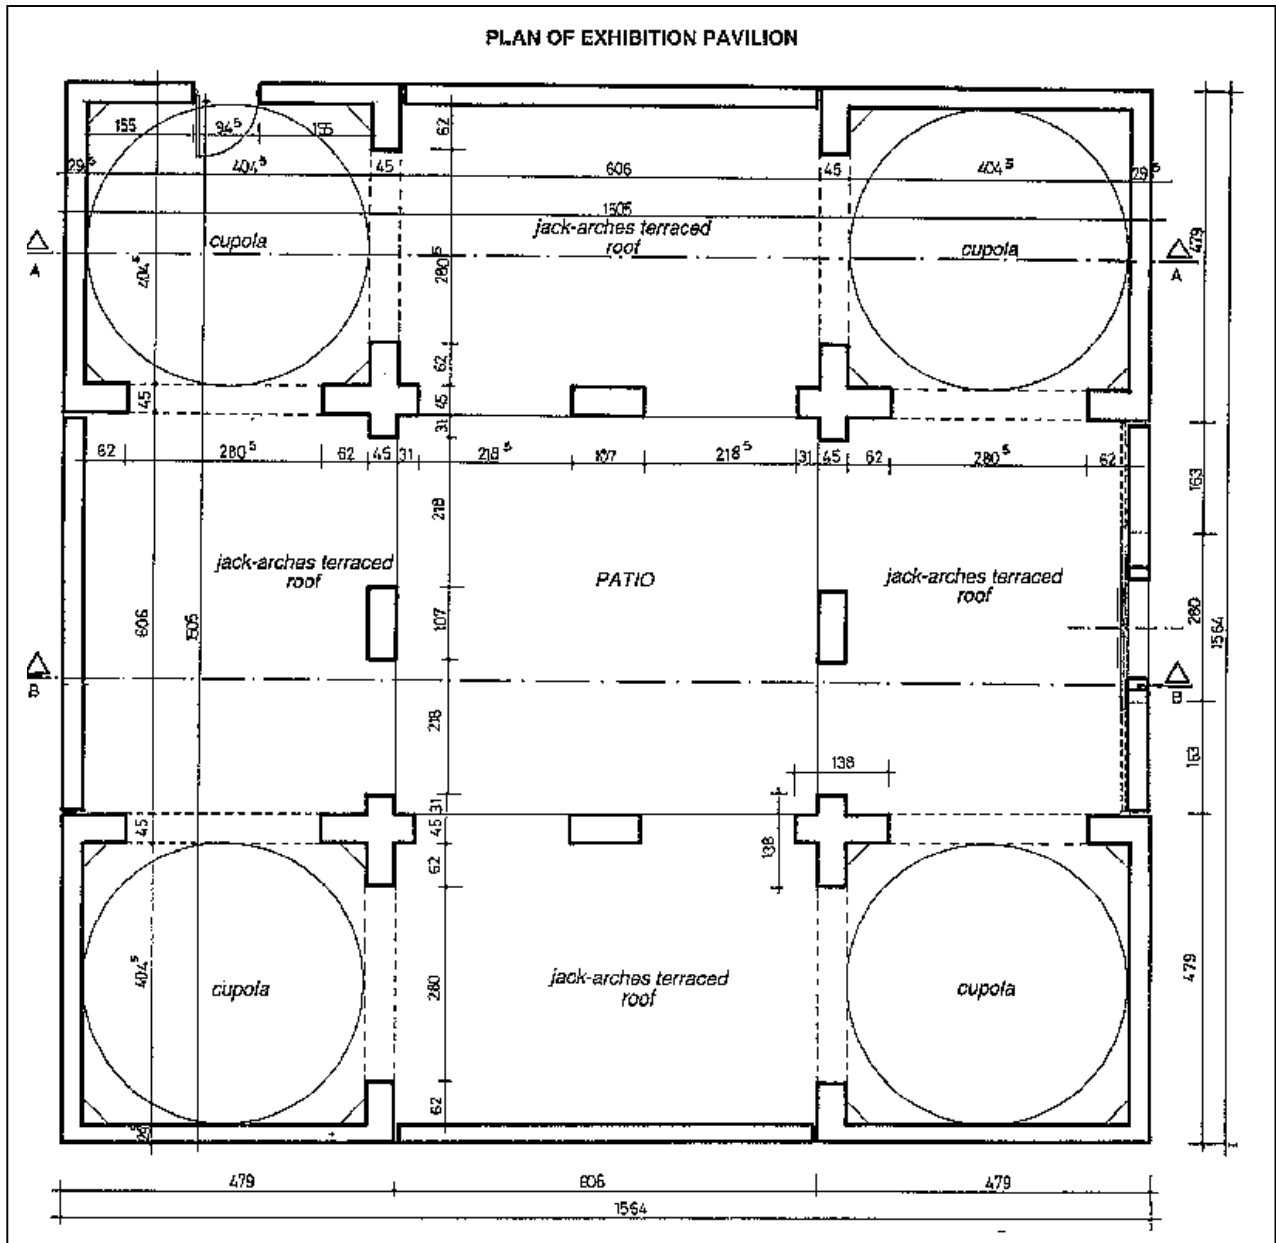 PLAN OF EXHIBITION PAVILION
155 94⁵ 155
62
29⁵ 404⁵ 45 606 45 404⁵ 29⁵
1505
jack-arches terraced
roof
cupola
cupola
A
A
479
404⁵
280⁵
62
45
45
31
62 280⁵ 62 45 31 218⁵ 107 218⁵ 31 45 62 280⁵ 62
163
218
jack-arches terraced
roof
PATIO
jack-arches terraced
roof
606
1505
107
280
1564
B
B
218
163
138
31
45
45
62
138
404⁵
280
cupola
jack-arches terraced
roof
cupola
479
62
479 606 479
1564